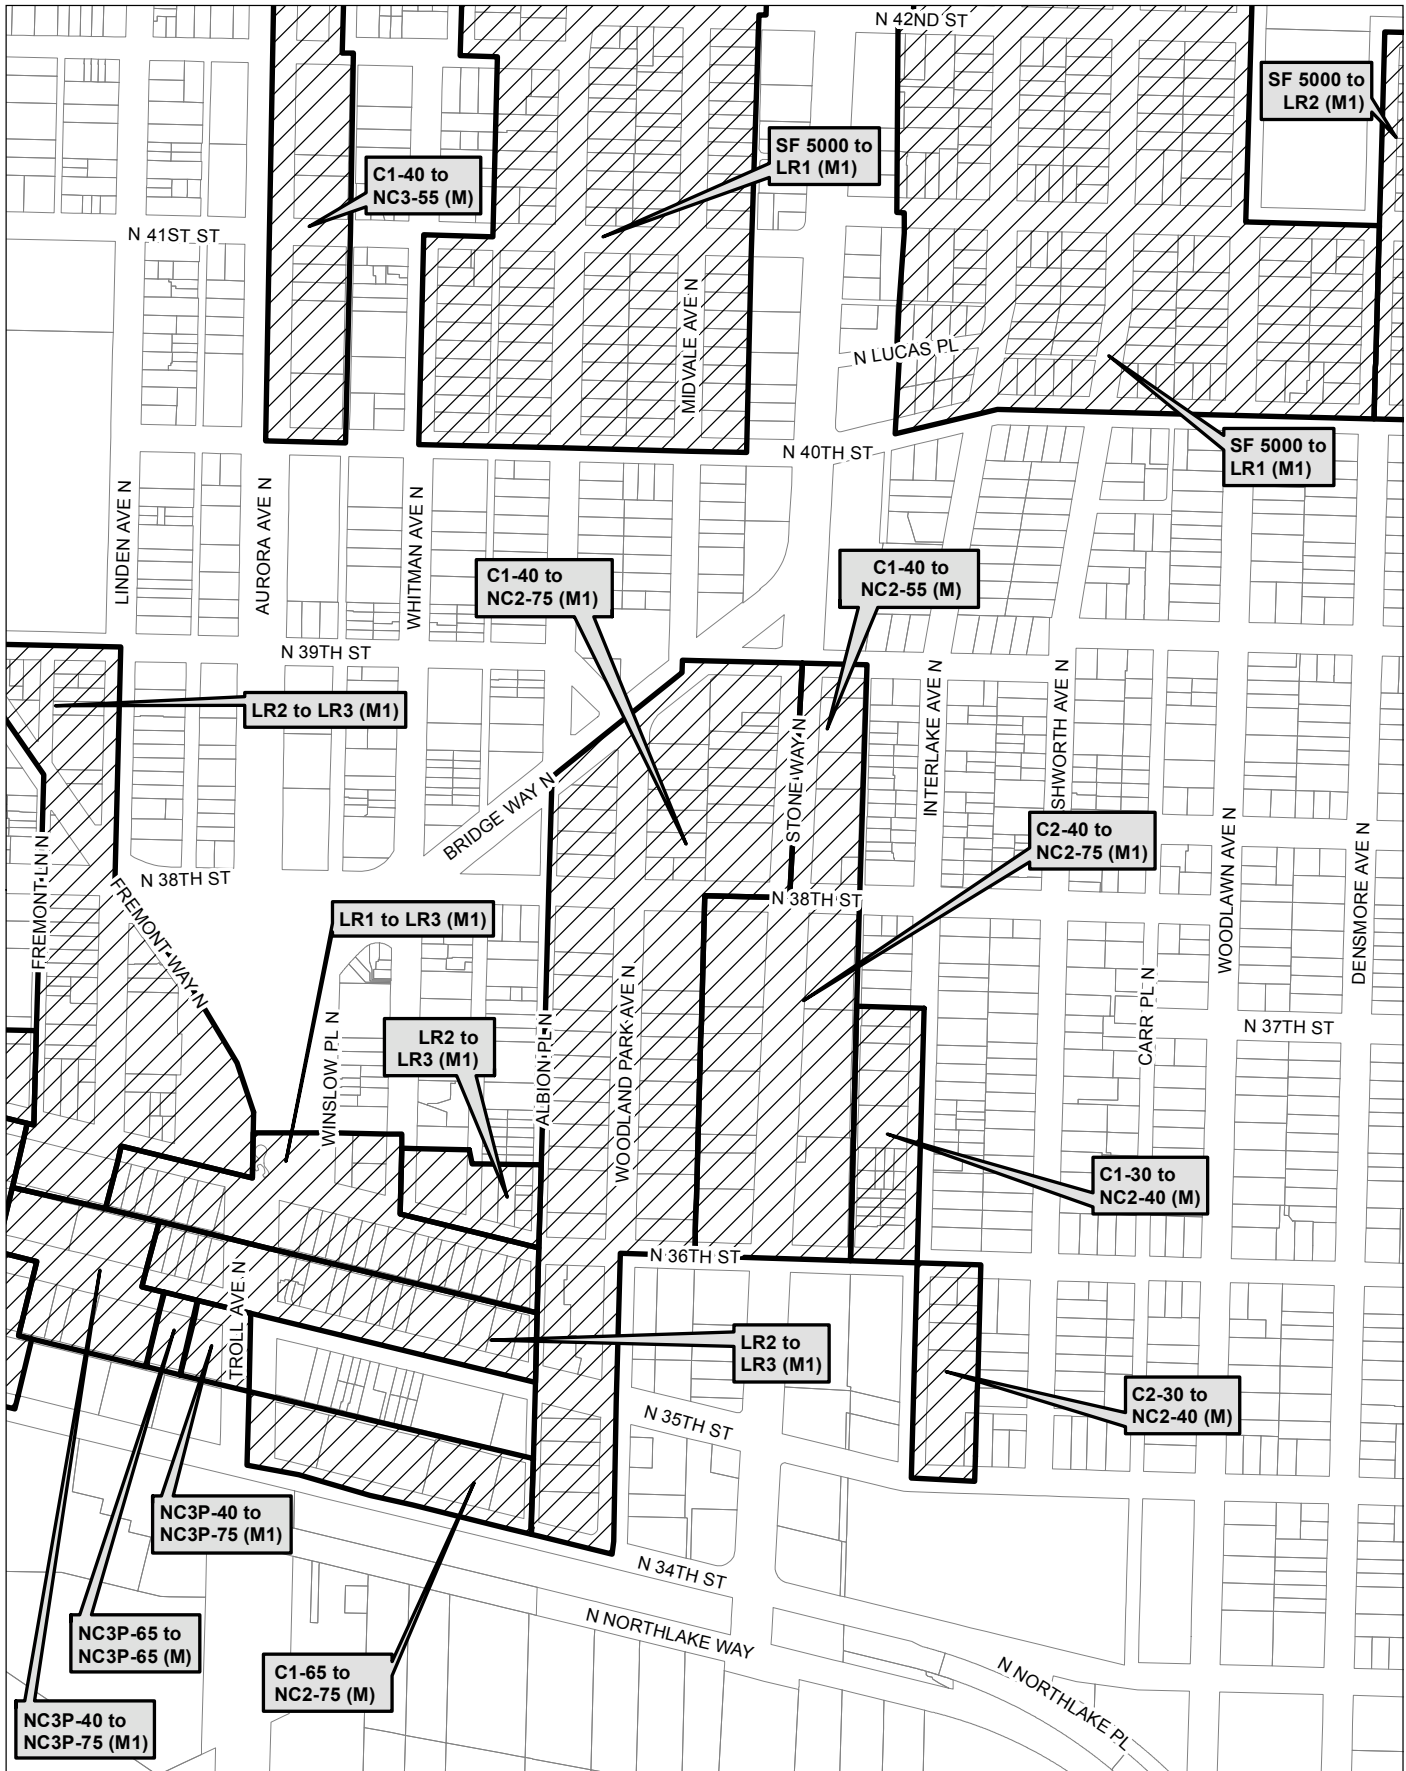 N 42ND ST
SF 5000 to
LR2 (M1)
SF 5000 to
LR1 (M1)
C1-40 to
NC3-55 (M)
N 41ST ST
MIDVALE AVE N
N LUCAS PL
SF 5000 to
LR1 (M1)
N 40TH ST
LINDEN AVE N
AURORA AVE N
WHITMAN AVE N
C1-40 to
NC2-75 (M1)
C1-40 to
NC2-55 (M)
N 39TH ST
LR2 to LR3 (M1)
STONE WAY N
INTERLAKE AVE N
SHWORTH AVE N
BRIDGE WAY N
C2-40 to
NC2-75 (M1)
WOODLAWN AVE N
DENSMORE AVE N
FREMONT LN N
N 38TH ST
FREMONT WAY N
N 38TH ST
LR1 to LR3 (M1)
WINSLOW PL N
LR2 to
LR3 (M1)
ALBION PL N
WOODLAND PARK AVE N
CARR PL N
N 37TH ST
C1-30 to
NC2-40 (M)
N 36TH ST
TROLL AVE N
LR2 to
LR3 (M1)
C2-30 to
NC2-40 (M)
N 35TH ST
NC3P-40 to
NC3P-75 (M1)
N 34TH ST
NC3P-65 to
NC3P-65 (M)
N NORTHLAKE WAY
C1-65 to
NC2-75 (M)
N NORTHLAKE PL
NC3P-40 to
NC3P-75 (M1)